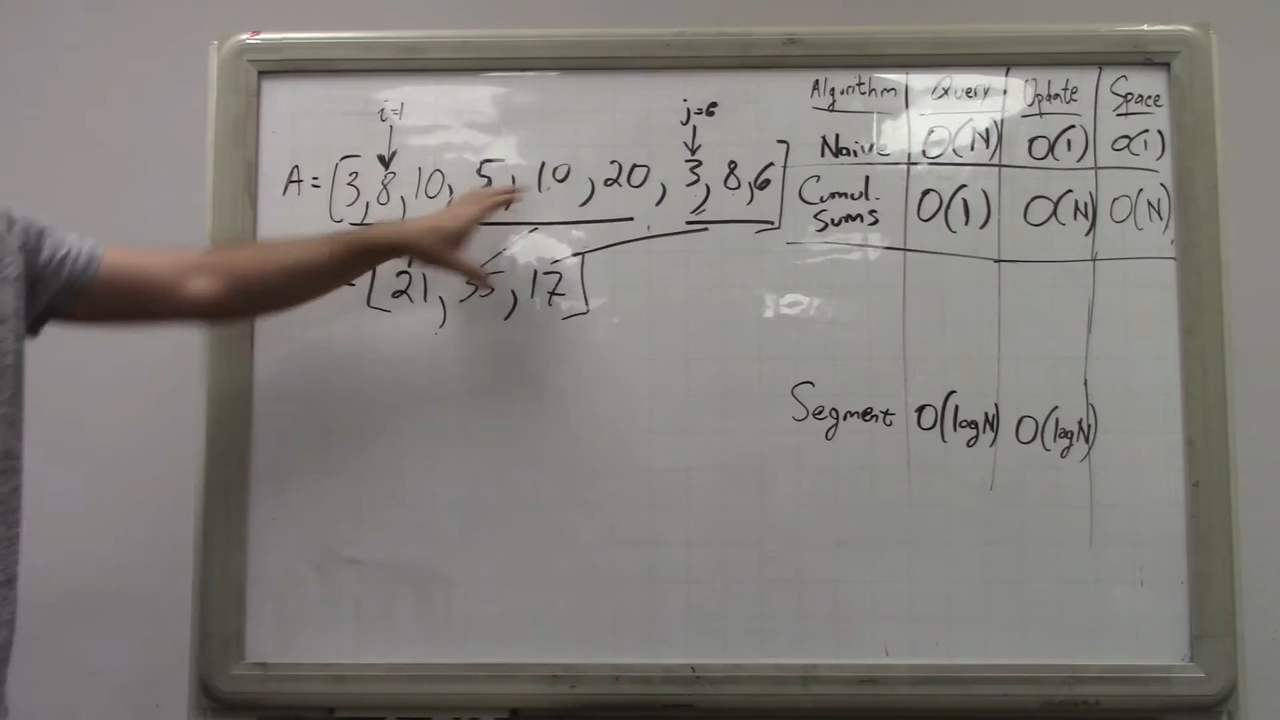 i=1
j=6
A=[3,8,10, 5, 10, 20, 3, 8,6]
[21, 35, 17]
Algorithm Query Update Space
Naive O(N) O(1) O(1)
Cumul. Sums O(1) O(N) O(N)
Segment O(logN) O(logN)